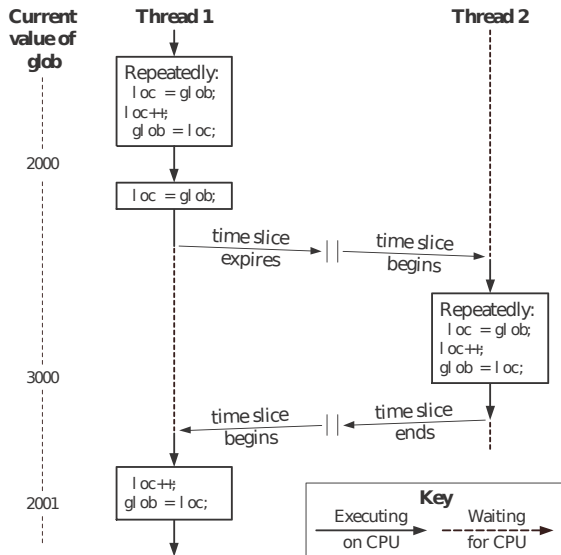 Current
value of
glob
Thread 1
Thread 2
Repeatedly:
loc = glob;
loc++;
glob = loc;
2000
loc = glob;
time slice
expires
time slice
begins
Repeatedly:
loc = glob;
loc++;
glob = loc;
3000
time slice
begins
time slice
ends
loc++;
glob = loc;
2001
Key
Executing
on CPU
Waiting
for CPU